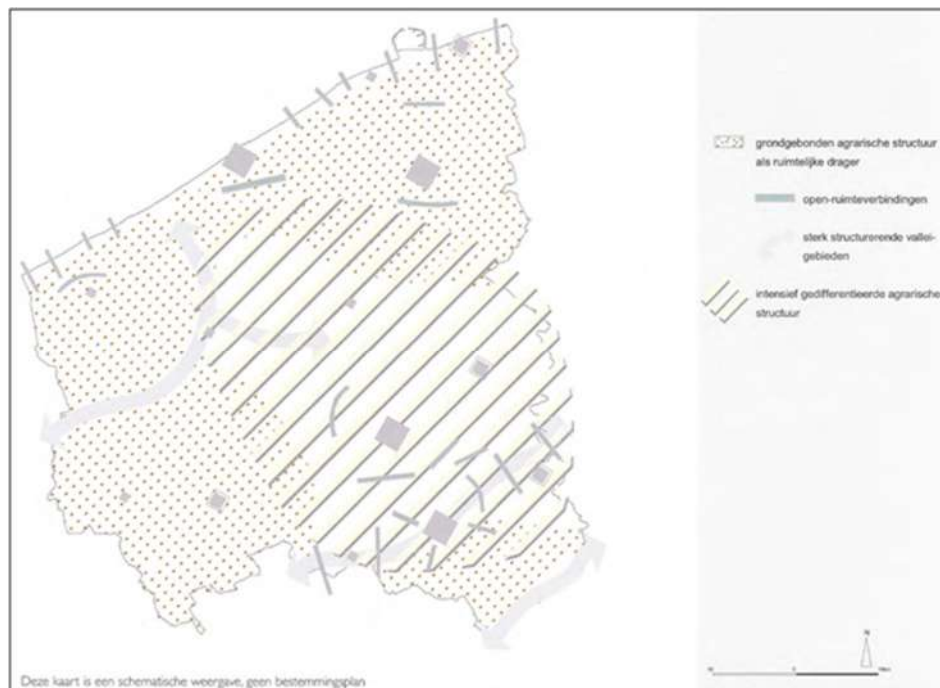 grondgebonden agrarische structuur
als ruimtelijke drager
open-ruimteverbindingen
sterk structurerende vallei-
gebieden
intensief gedifferentieerde agrarische
structuur
Deze kaart is een schematische weergave, geen bestemmingsplan